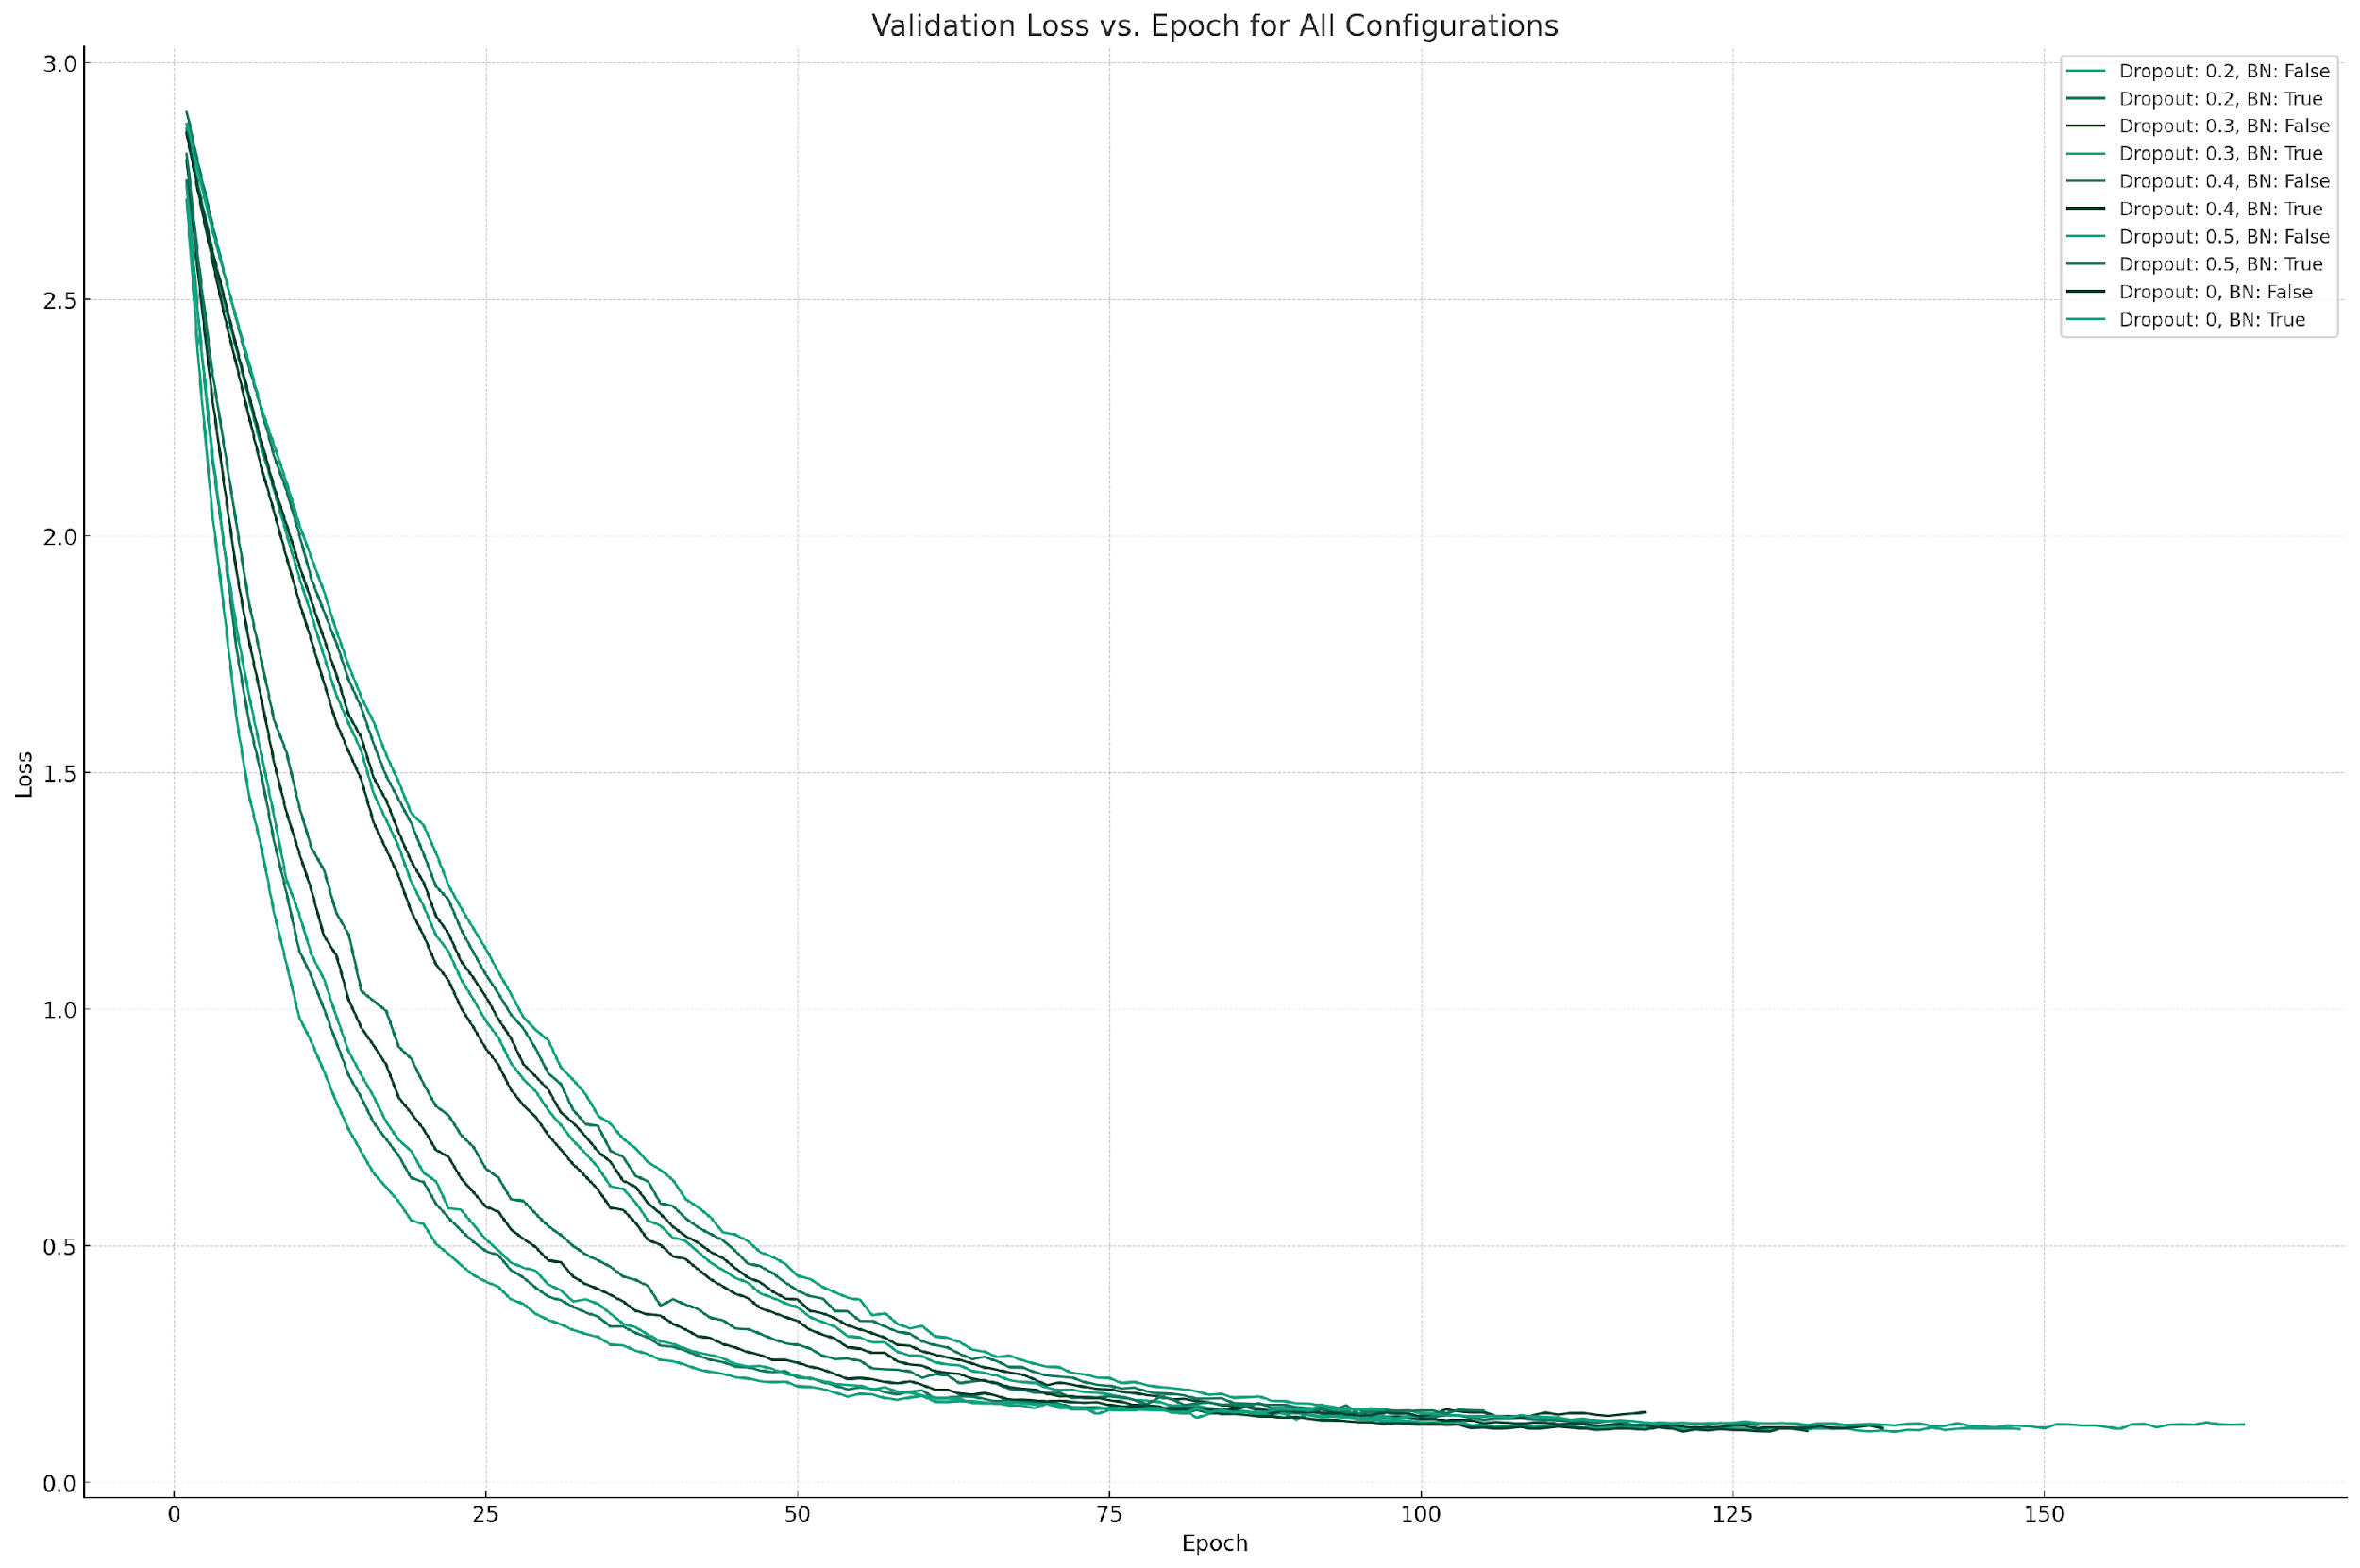 Validation Loss vs. Epoch for All Configurations
Dropout: 0.2, BN: False
Dropout: 0.2, BN: True
Dropout: 0.3, BN: False
Dropout: 0.3, BN: True
Dropout: 0.4, BN: False
Dropout: 0.4, BN: True
Dropout: 0.5, BN: False
Dropout: 0.5, BN: True
Dropout: 0, BN: False
Dropout: 0, BN: True
3.0
2.5
2.0
1.5
1.0
0.5
0.0
Loss
0 25 50 75 100 125 150
Epoch